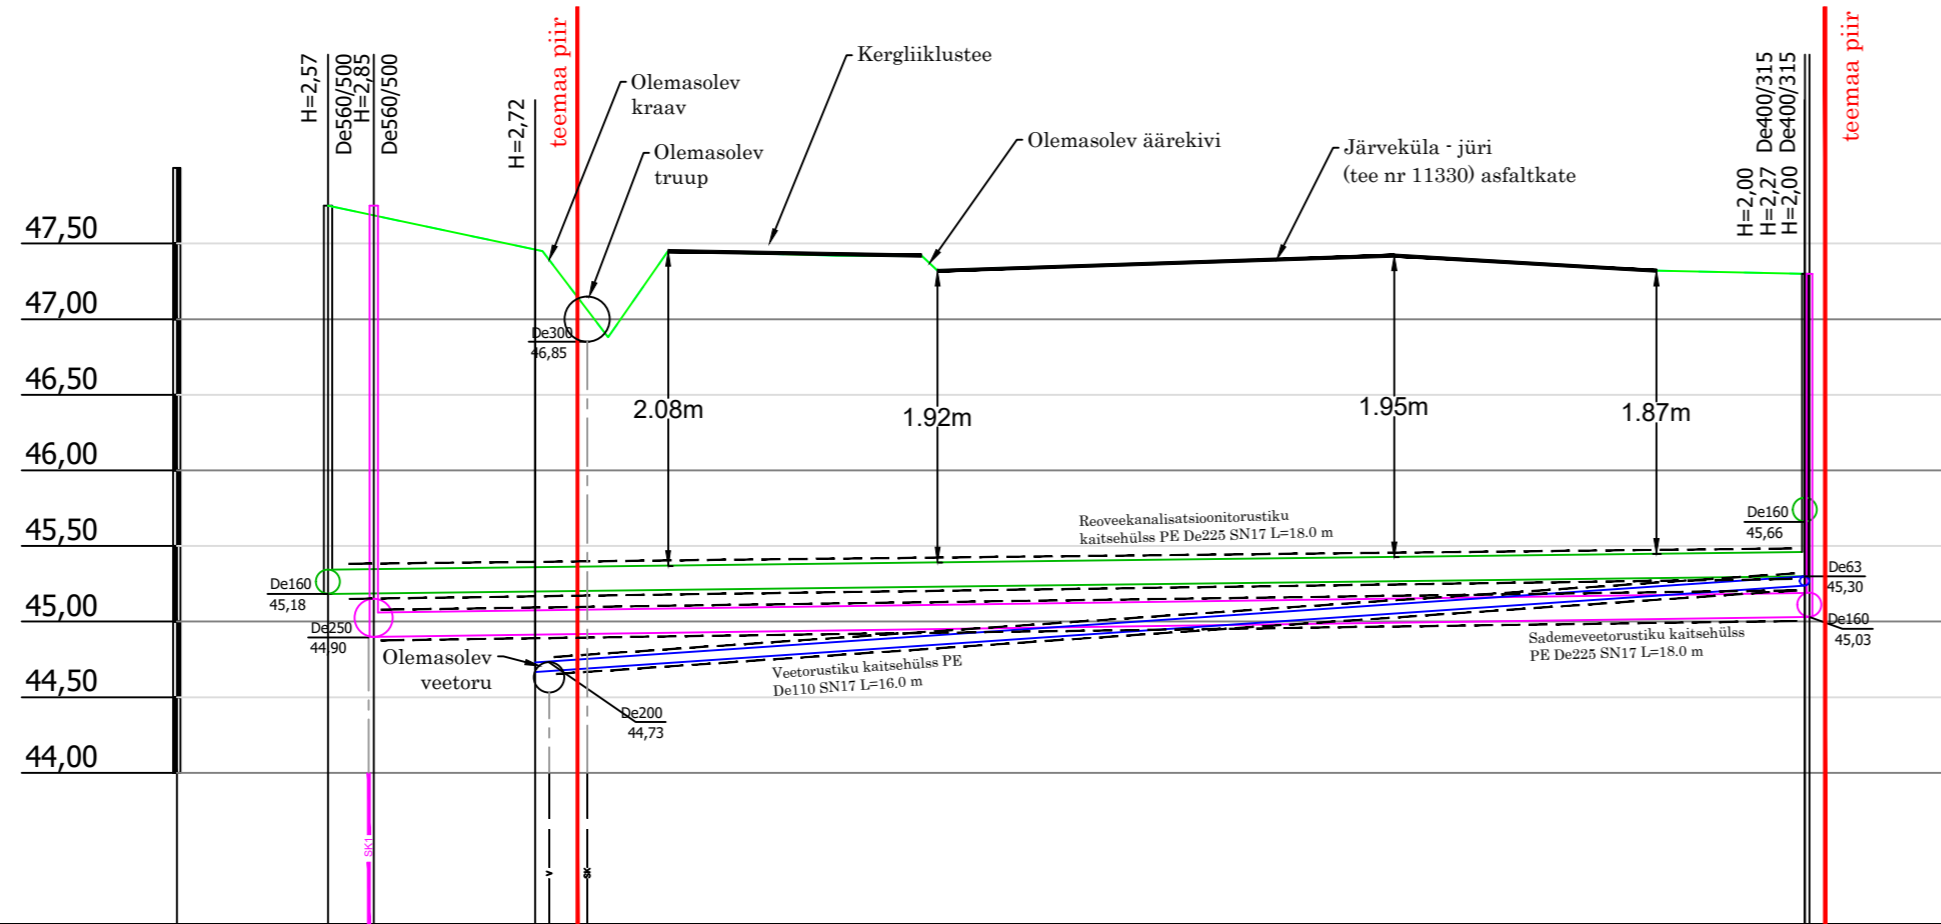 H=2,57
De560/500
H=2,85
De560/500
H=2,72
teemaa piir
Olemasolev
kraav
Olemasolev
truup
Kergliiklustee
Olemasolev äärekivi
Järveküla - jüri
(tee nr 11330) asfaltkate
H=2,00
H=2,27 De400/315
H=2,00 De400/315
teemaa piir
47,50
47,00
46,50
46,00
45,50
45,00
44,50
44,00
De300
46,85
2.08m
1.92m
1.95m
1.87m
Reoveekanalisatsioonitorustiku
kaitsehülss PE De225 SN17 L=18.0 m
De160
45,66
De160
45,18
De63
45,30
De250
44,90
De160
45,03
Olemasolev
veetoru
Veetorustiku kaitsehülss PE
De110 SN17 L=16.0 m
Sademeveetorustiku kaitsehülss
PE De225 SN17 L=18.0 m
De200
44,73
SK1
V
SK